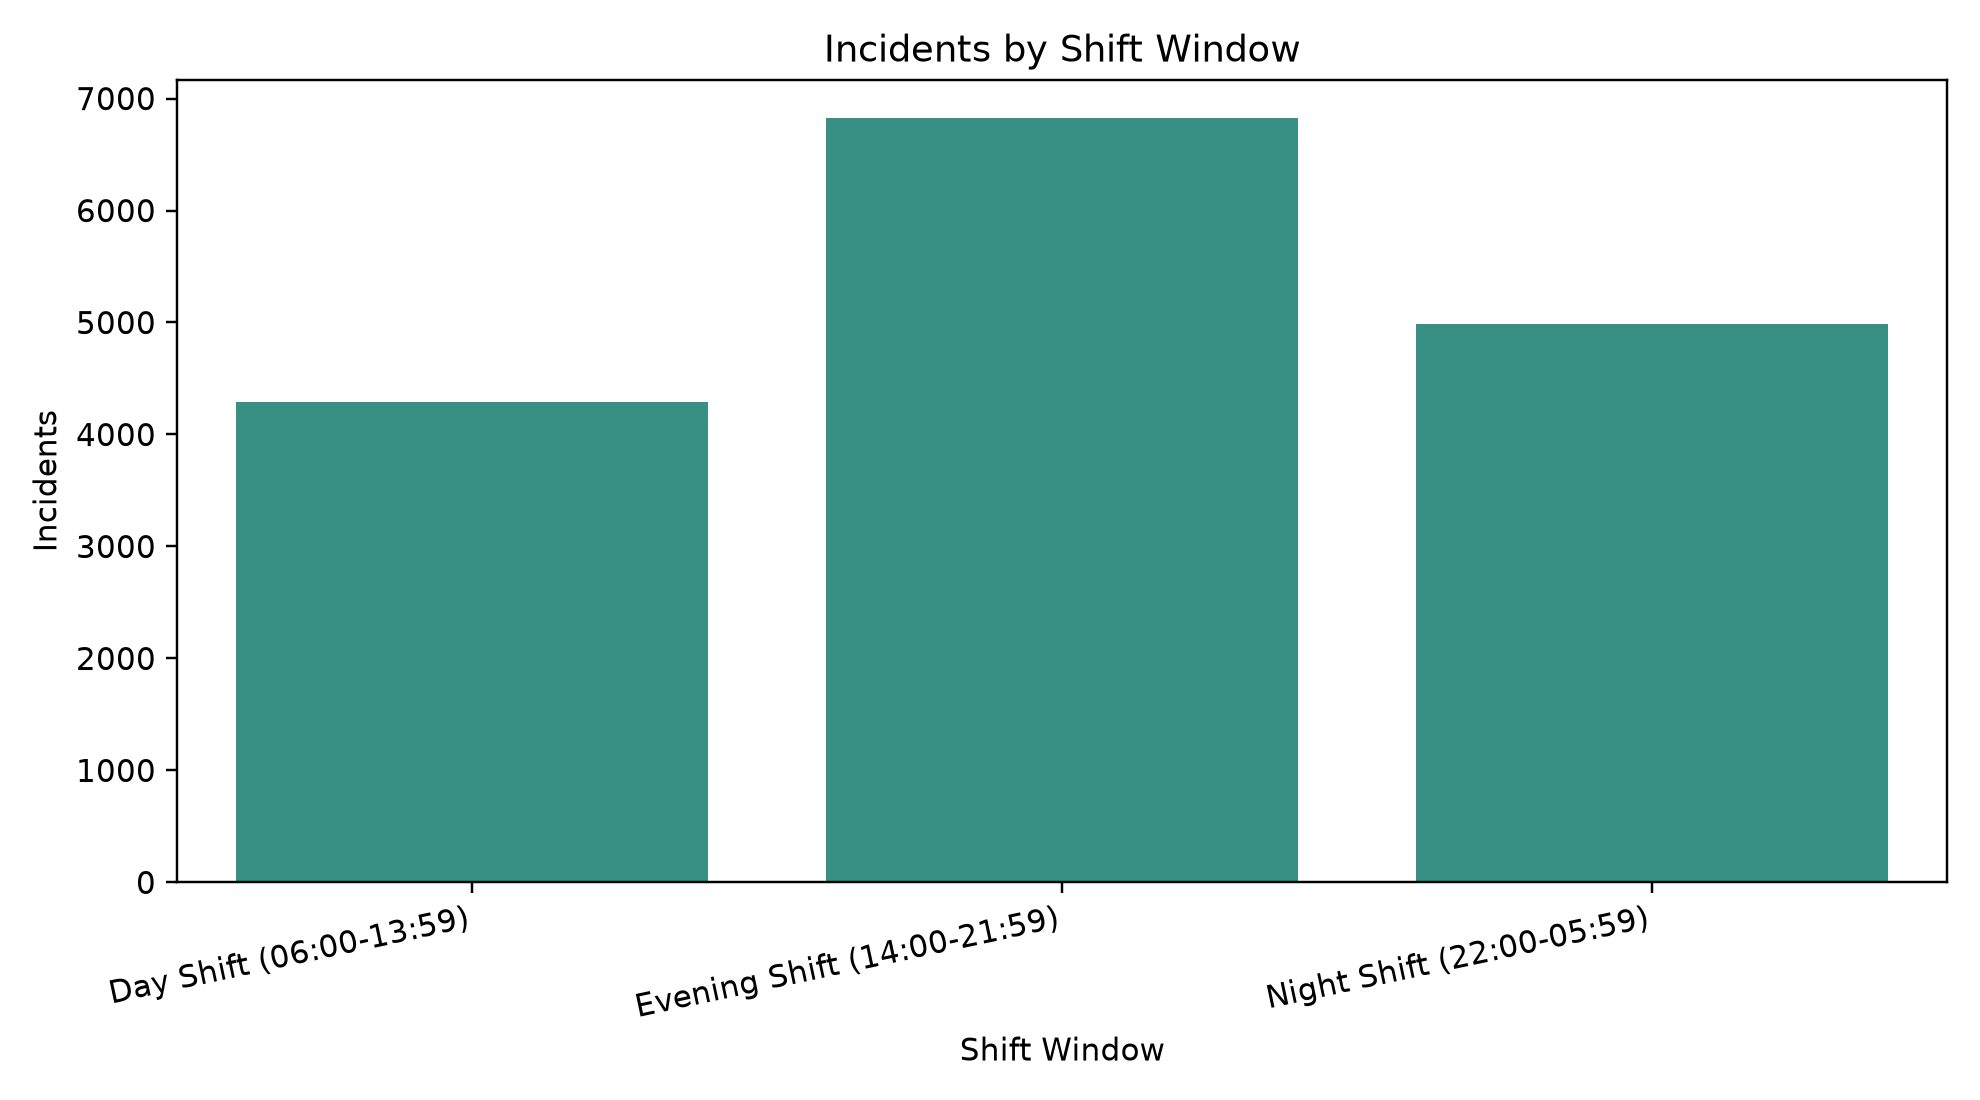 Incidents by Shift Window
7000
6000
5000
4000
3000
2000
1000
0
Incidents
Day Shift (06:00-13:59)
Evening Shift (14:00-21:59)
Night Shift (22:00-05:59)
Shift Window